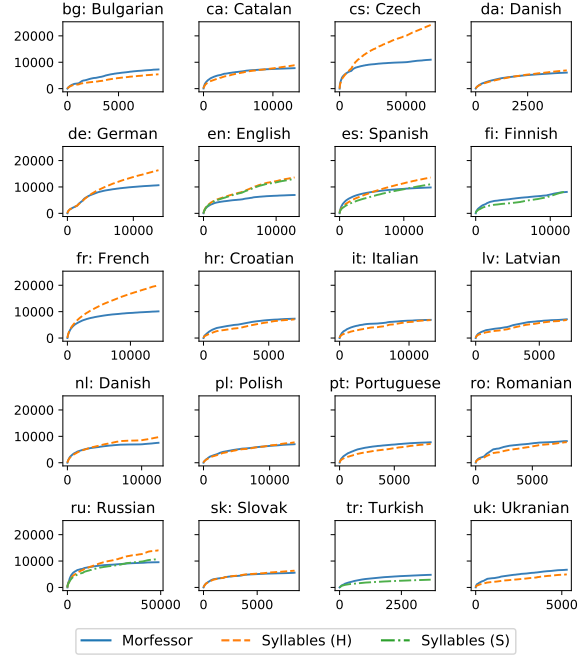 bg: Bulgarian ca: Catalan cs: Czech da: Danish
20000
10000
0
0 5000 0 10000 0 50000 0 2500
de: German en: English es: Spanish fi: Finnish
20000
10000
0
0 10000 0 10000 0 10000 0 10000
fr: French hr: Croatian it: Italian lv: Latvian
20000
10000
0
0 10000 0 5000 0 10000 0 5000
nl: Danish pl: Polish pt: Portuguese ro: Romanian
20000
10000
0
0 10000 0 10000 0 5000 0 5000
ru: Russian sk: Slovak tr: Turkish uk: Ukranian
20000
10000
0
0 50000 0 5000 0 2500 0 5000
Morfessor Syllables (H) Syllables (S)